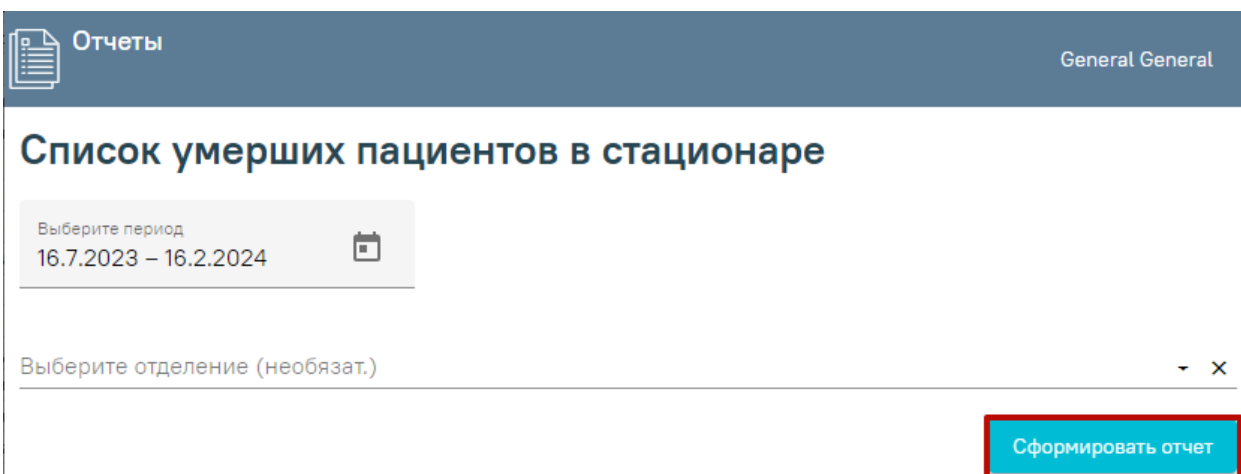 Отчеты
General General
Список умерших пациентов в стационаре
Выберите период
16.7.2023 – 16.2.2024
Выберите отделение (необязат.)
Сформировать отчет